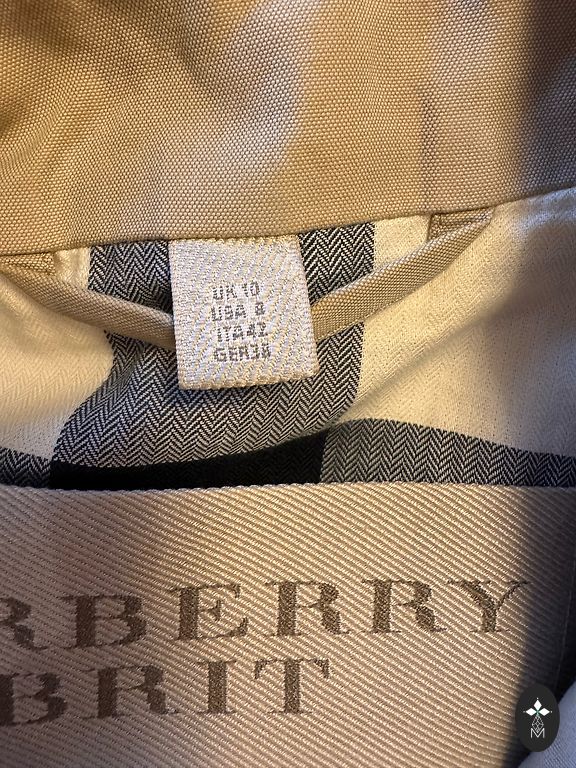 UK 10
USA 8
ITA42
GER38
RBERRY
BRIT
M